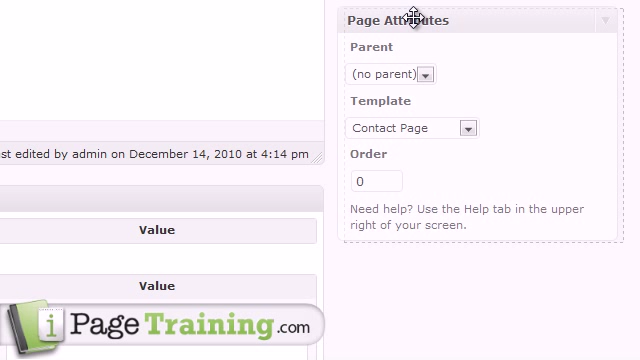 Page Attributes
Parent
(no parent)
Template
Contact Page
Order
0
Need help? Use the Help tab in the upper
right of your screen.
st edited by admin on December 14, 2010 at 4:14 pm
Value
Value
i PageTraining.com